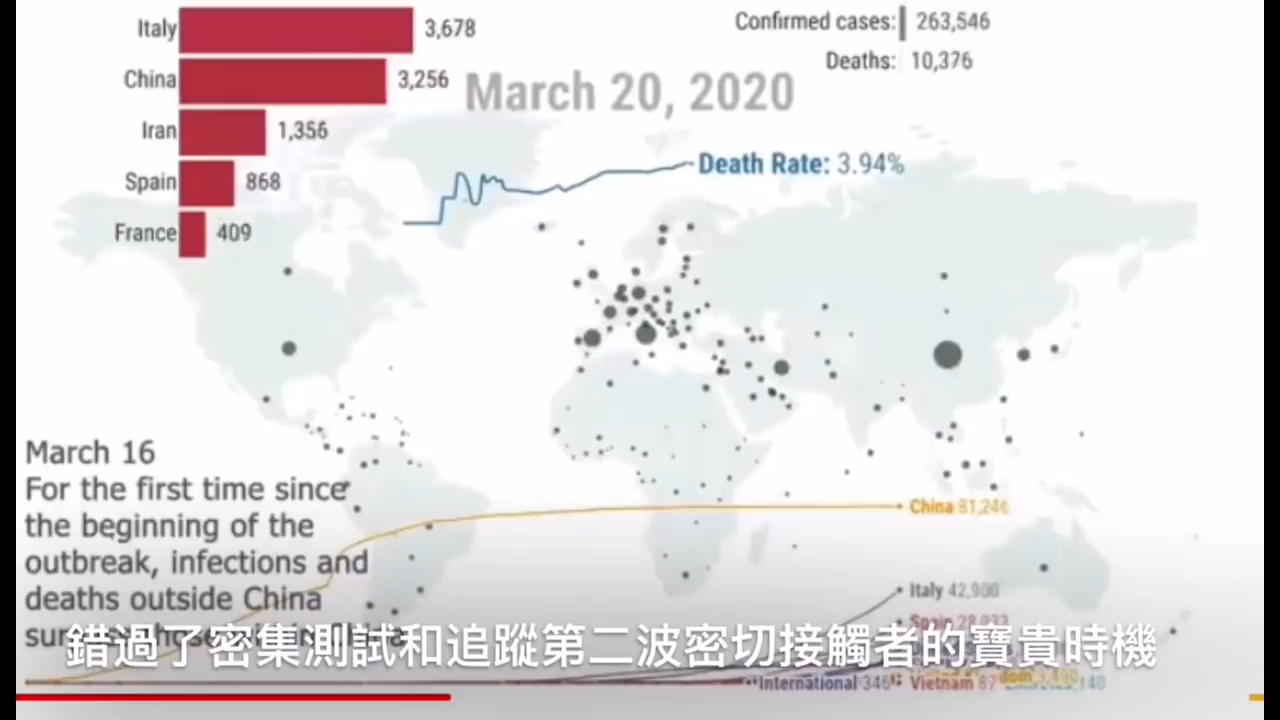 Italy 3,678
China 3,256
Iran 1,356
Spain 868
France 409
Confirmed cases: 263,546
Deaths: 10,376
March 20, 2020
Death Rate: 3.94%
March 16
For the first time since
the beginning of the
outbreak, infections and
deaths outside China
China 81,246
Italy 42,900
Spain
錯過了密集測試和追蹤第二波密切接觸者的寶貴時機
International 346
Vietnam 87